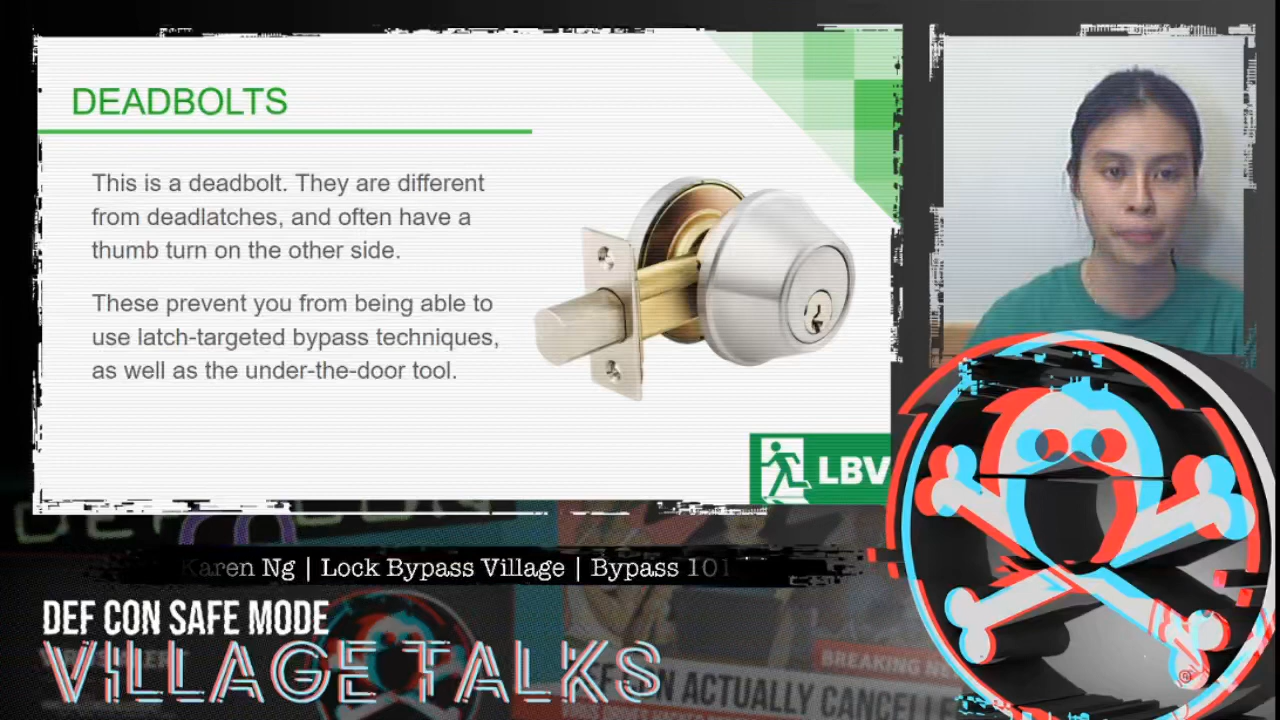 DEADBOLTS
This is a deadbolt. They are different
from deadlatches, and often have a
thumb turn on the other side.
These prevent you from being able to
use latch-targeted bypass techniques,
as well as the under-the-door tool.
LBV
Karen Ng | Lock Bypass Village | Bypass 101
DEF CON SAFE MODE
VILLAGE TALKS
BREAKING NE
CON ACTUALLY CANCELLE